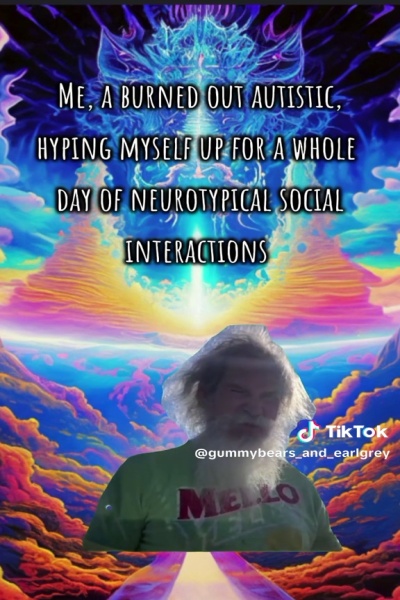 Me, a burned out autistic,
hyping myself up for a whole
day of neurotypical social
interactions
TikTok
@gummybears_and_earlgrey
MELLO